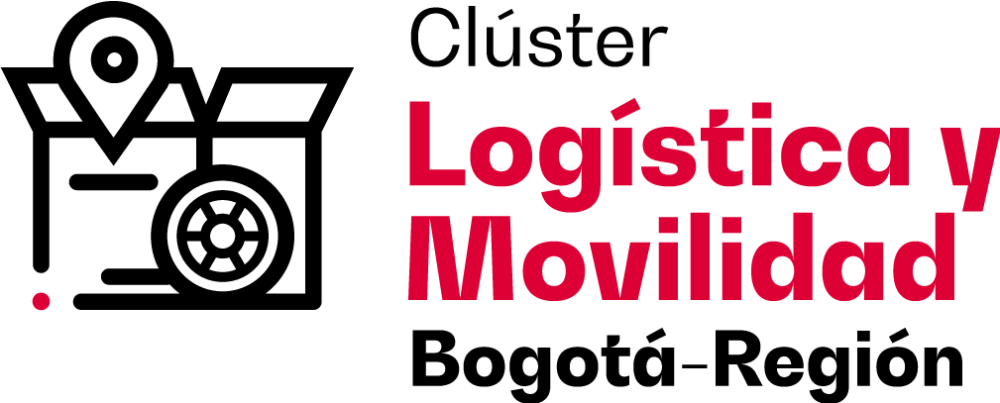 Clúster
Logística y
Movilidad
Bogotá-Región